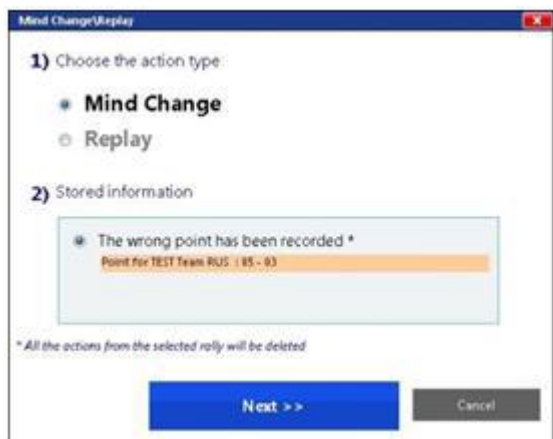 Mind Change\Replay
1) Choose the action type
Mind Change
Replay
2) Stored information
The wrong point has been recorded *
Point for TEST Team RUS : 05 - 03
* All the actions from the selected rally will be deleted
Next >>
Cancel